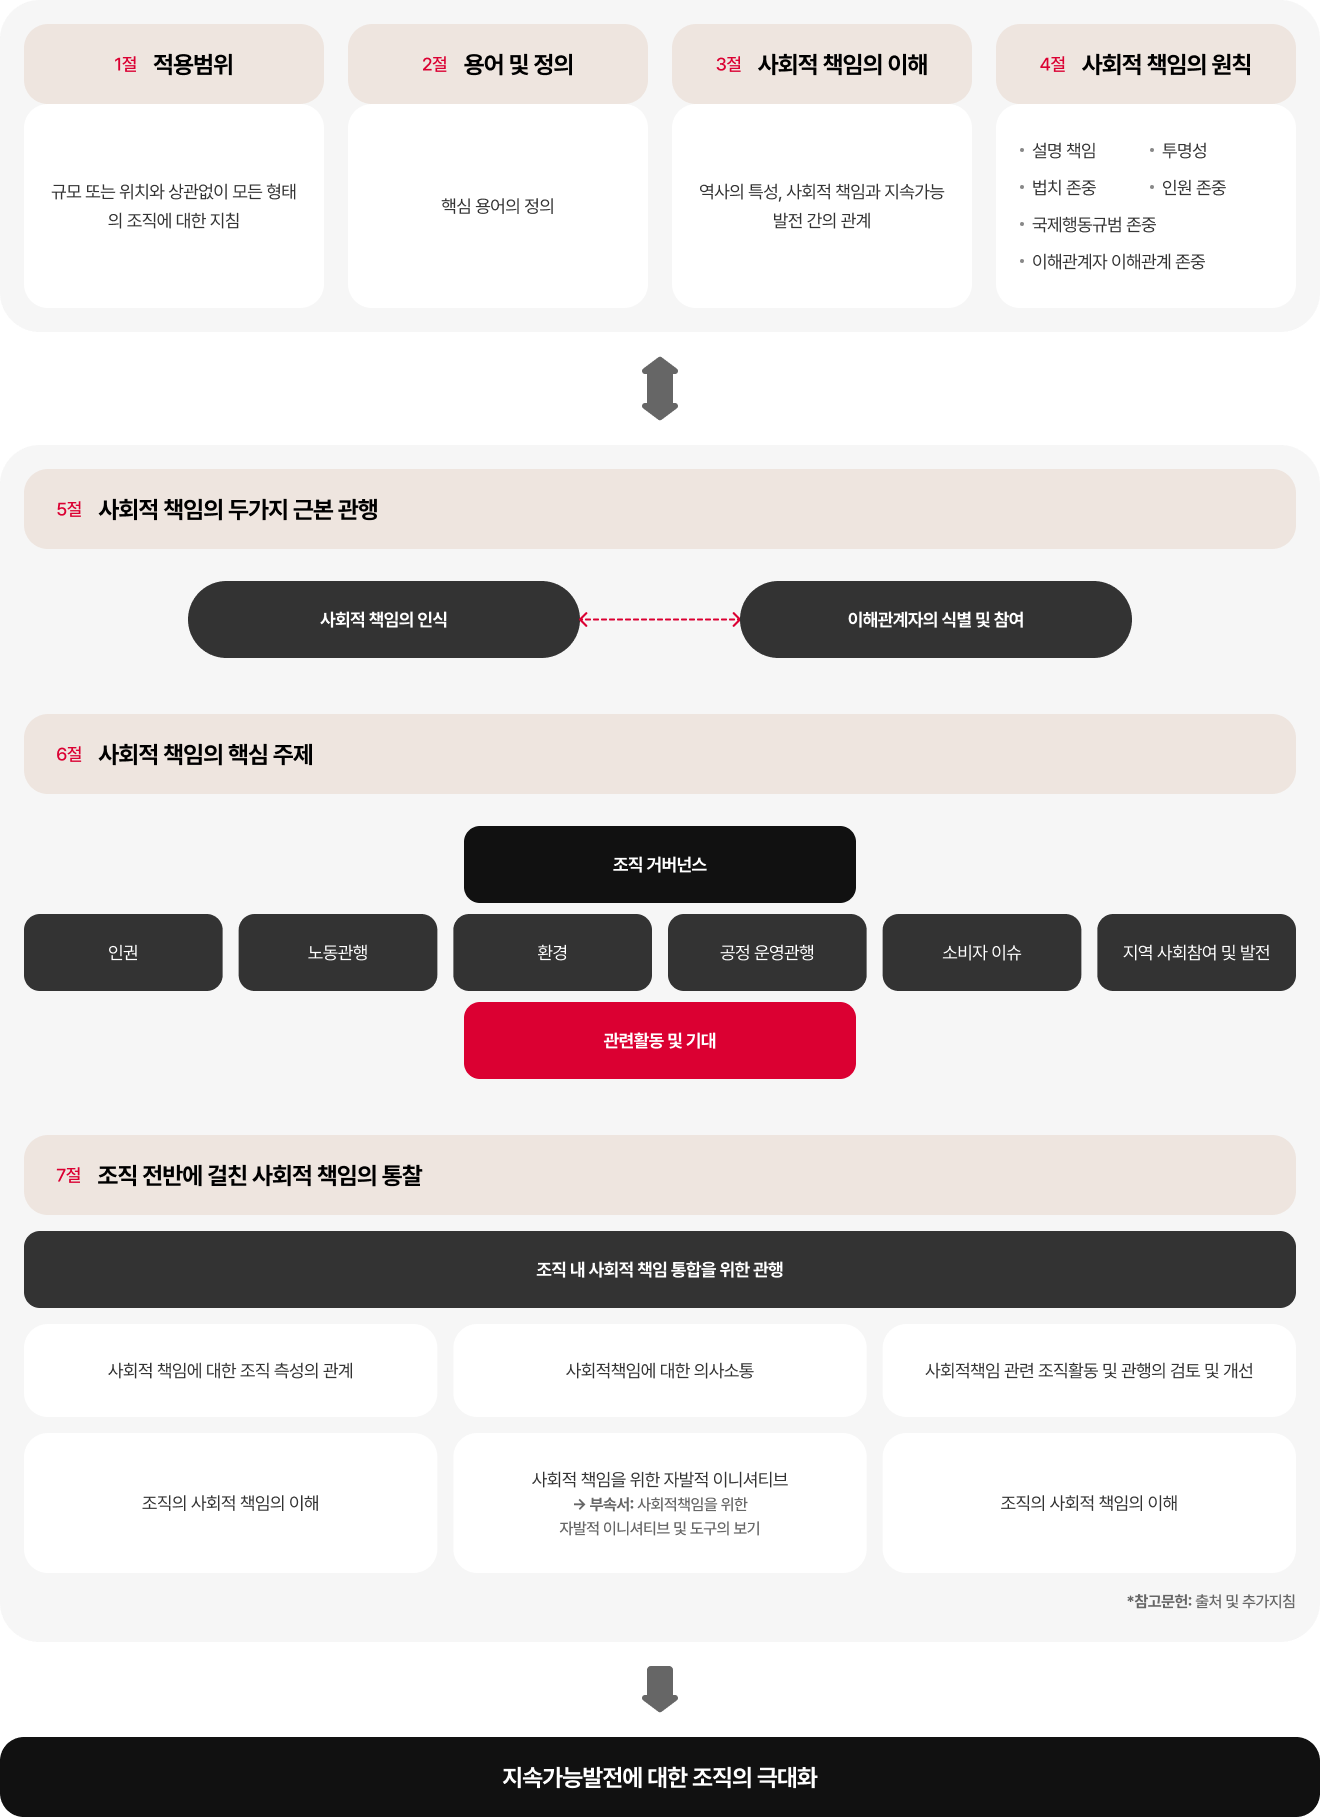 1절 적용범위
규모 또는 위치와 상관없이 모든 형태
의 조직에 대한 지침
2절 용어 및 정의
핵심 용어의 정의
3절 사회적 책임의 이해
역사의 특성, 사회적 책임과 지속가능
발전 간의 관계
4절 사회적 책임의 원칙
• 설명 책임 • 투명성
• 법치 존중 • 인원 존중
• 국제행동규범 존중
• 이해관계자 이해관계 존중
5절 사회적 책임의 두가지 근본 관행
사회적 책임의 인식
이해관계자의 식별 및 참여
6절 사회적 책임의 핵심 주제
조직 거버넌스
인권
노동관행
환경
공정 운영관행
소비자 이슈
지역 사회참여 및 발전
관련활동 및 기대
7절 조직 전반에 걸친 사회적 책임의 통찰
조직 내 사회적 책임 통합을 위한 관행
사회적 책임에 대한 조직 측성의 관계
사회적책임에 대한 의사소통
사회적책임 관련 조직활동 및 관행의 검토 및 개선
조직의 사회적 책임의 이해
사회적 책임을 위한 자발적 이니셔티브
→ 부속서: 사회적책임을 위한
자발적 이니셔티브 및 도구의 보기
조직의 사회적 책임의 이해
*참고문헌: 출처 및 추가지침
지속가능발전에 대한 조직의 극대화